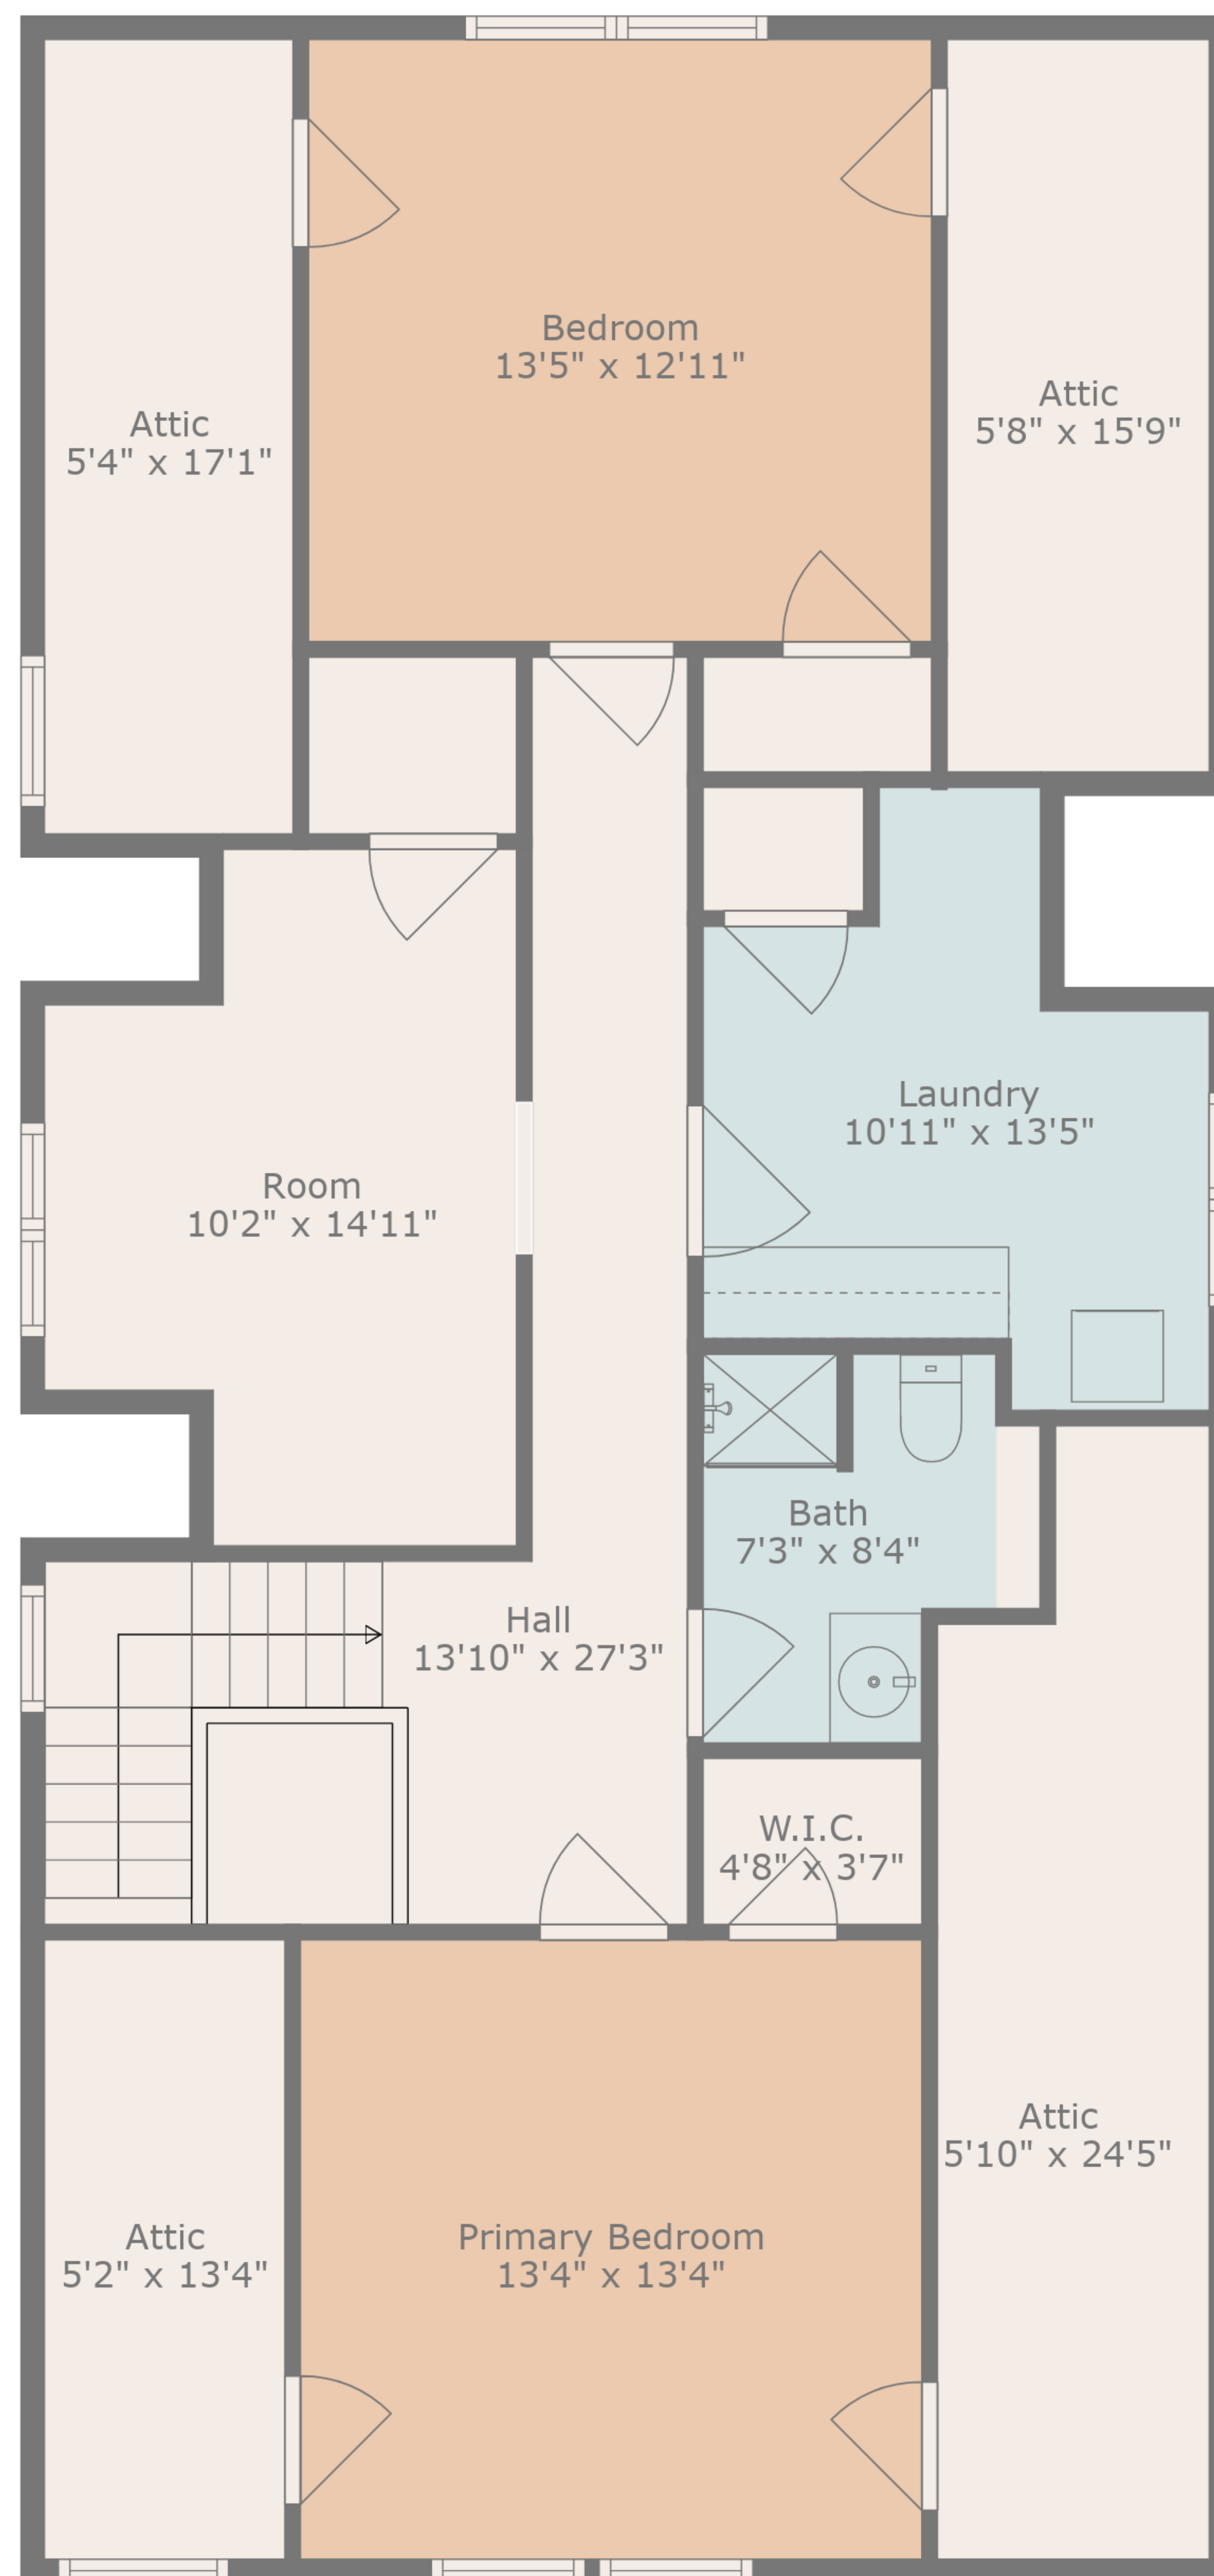 Bedroom
13'5" x 12'11"
Attic
5'8" x 15'9"
Attic
5'4" x 17'1"
Laundry
10'11" x 13'5"
Room
10'2" x 14'11"
Bath
7'3" x 8'4"
Hall
13'10" x 27'3"
W.I.C.
4'8" x 3'7"
Attic
5'10" x 24'5"
Attic
5'2" x 13'4"
Primary Bedroom
13'4" x 13'4"